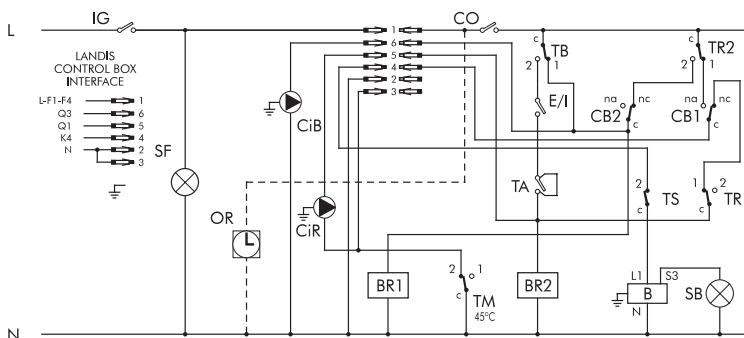 IG
CO
L
LANDIS
CONTROL BOX
INTERFACE
L-F1-F4 1
Q3 6
Q1 5
K4 4
N 2
3
SF
1
6
5
4
2
3
CiB
CiR
OR
L
c
TB
2 1
E/I
TA
c
TR2
2 1
na nc
CB2
c
na nc
CB1
c
2
TS
c
1 2
TR
c
BR1
2 1
c
TM
45°C
BR2
L1 S3
B
N
SB
N